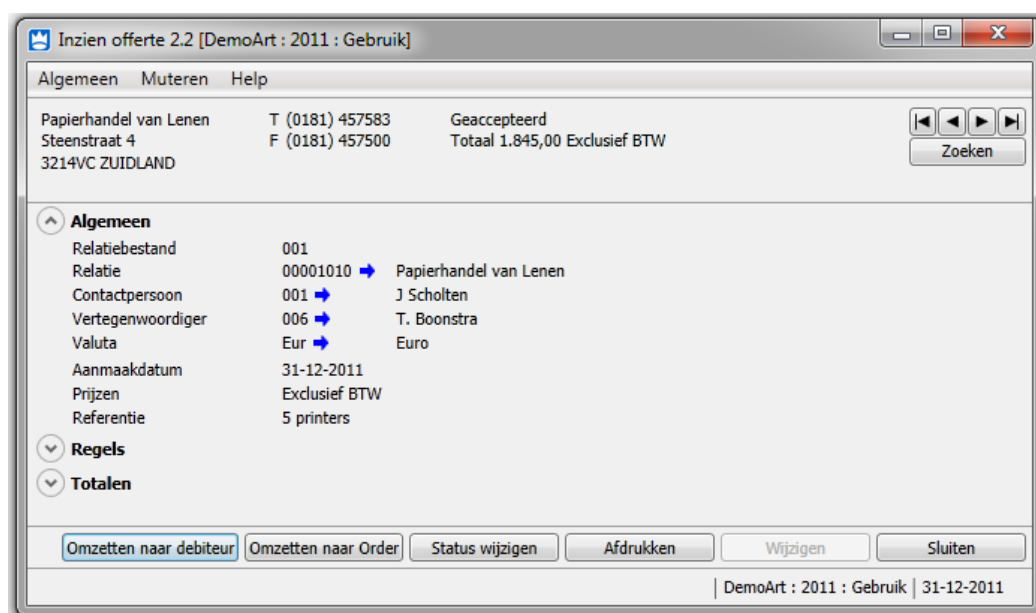 Inzien offerte 2.2 [DemoArt : 2011 : Gebruik]
Algemeen Muteren Help
Papierhandel van Lenen T (0181) 457583 Geaccepteerd
Steenstraat 4 F (0181) 457500 Totaal 1.845,00 Exclusief BTW
3214VC ZUIDLAND
Zoeken
Algemeen
Relatiebestand 001
Relatie 00001010 Papierhandel van Lenen
Contactpersoon 001 J Scholten
Vertegenwoordiger 006 T. Boonstra
Valuta Eur Euro
Aanmaakdatum 31-12-2011
Prijzen Exclusief BTW
Referentie 5 printers
Regels
Totalen
Omzetten naar debiteur Omzetten naar Order Status wijzigen Afdrukken Wijzigen Sluiten
DemoArt : 2011 : Gebruik 31-12-2011